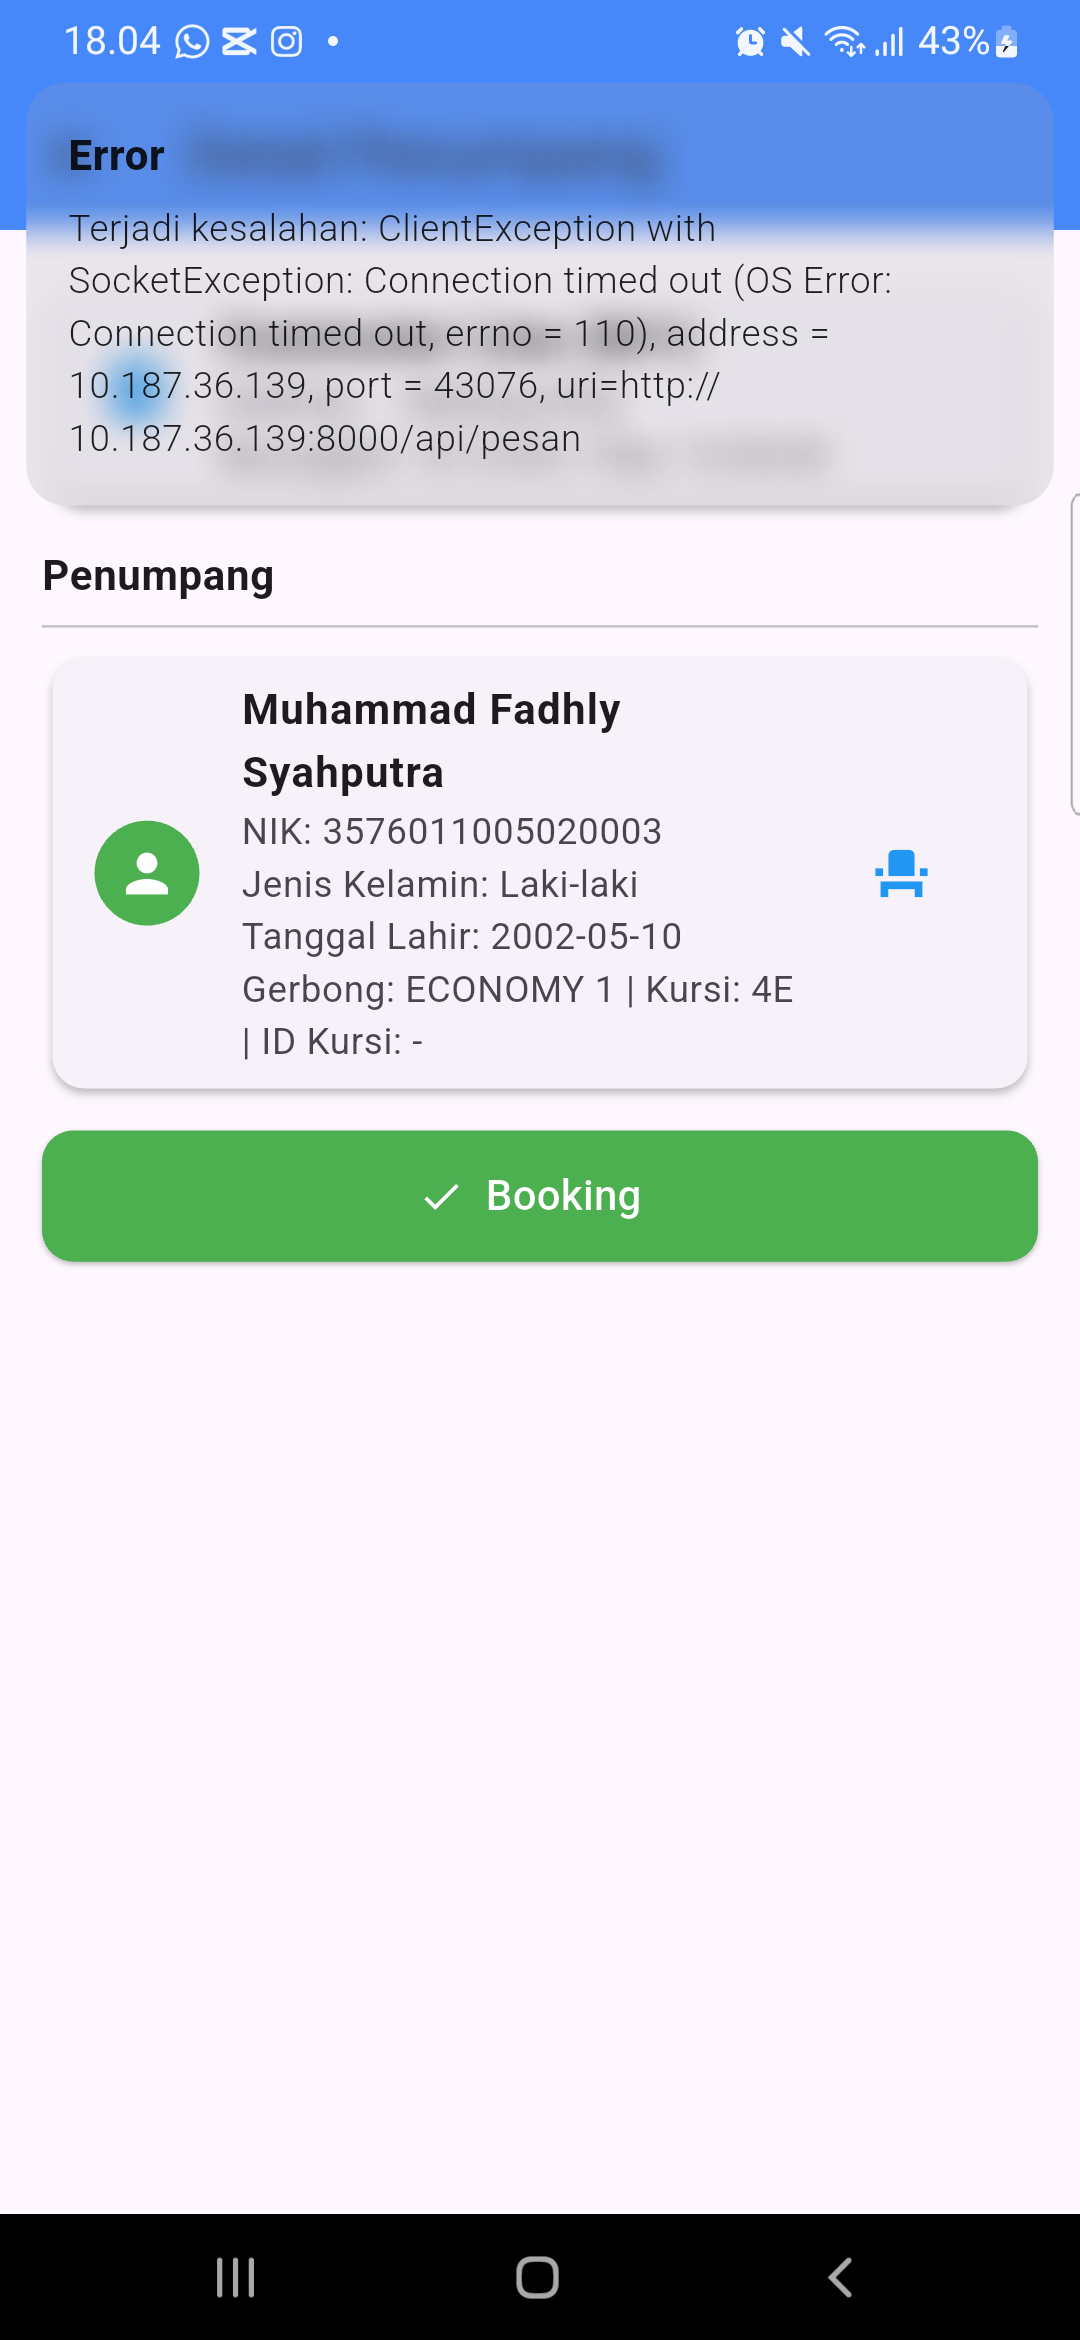 18.04
43%
Error
Terjadi kesalahan: ClientException with
SocketException: Connection timed out (OS Error:
Connection timed out, errno = 110), address =
10.187.36.139, port = 43076, uri=http://
10.187.36.139:8000/api/pesan
Penumpang
Muhammad Fadhly
Syahputra
NIK: 3576011005020003
Jenis Kelamin: Laki-laki
Tanggal Lahir: 2002-05-10
Gerbong: ECONOMY 1 | Kursi: 4E
| ID Kursi: -
Booking